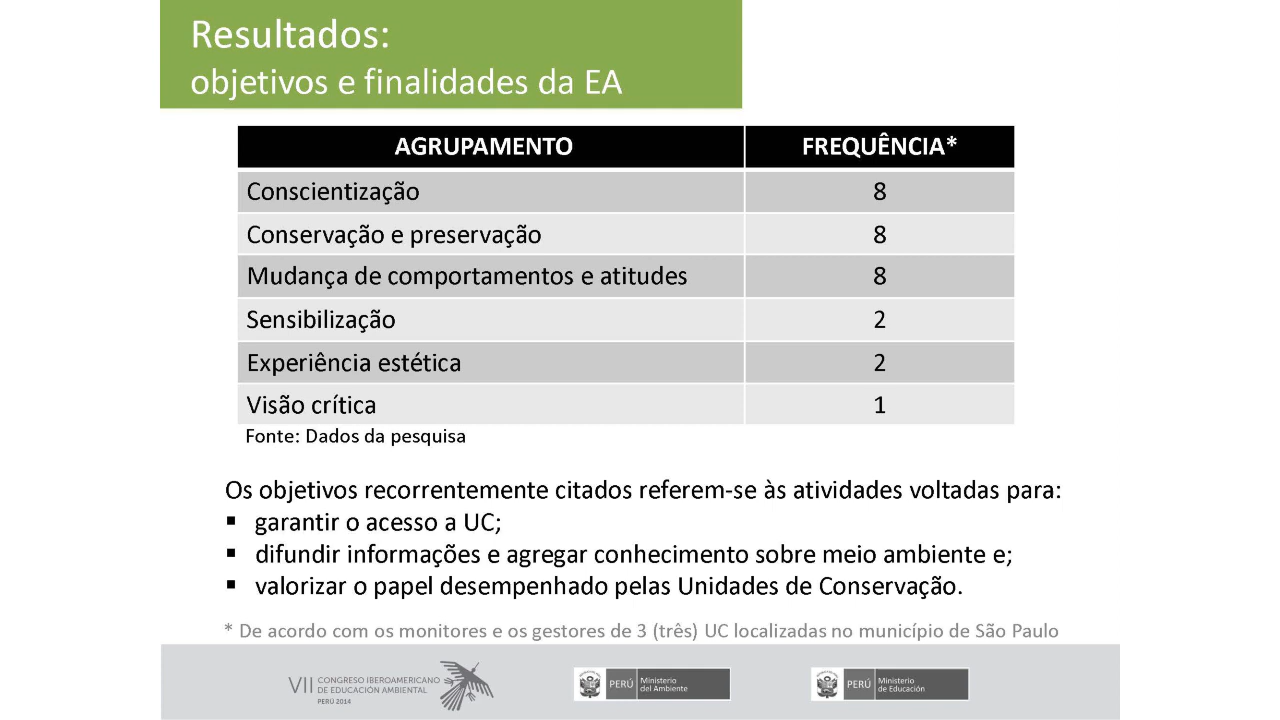 Resultados:
objetivos e finalidades da EA
AGRUPAMENTO FREQUÊNCIA*
Conscientização 8
Conservação e preservação 8
Mudança de comportamentos e atitudes 8
Sensibilização 2
Experiência estética 2
Visão crítica 1
Fonte: Dados da pesquisa
Os objetivos recorrentemente citados referem-se às atividades voltadas para:
▪ garantir o acesso a UC;
▪ difundir informações e agregar conhecimento sobre meio ambiente e;
▪ valorizar o papel desempenhado pelas Unidades de Conservação.
* De acordo com os monitores e os gestores de 3 (três) UC localizadas no município de São Paulo
VII CONGRESO IBEROAMERICANO
DE EDUCACIÓN AMBIENTAL
PERÚ 2014
PERÚ Ministerio
del Ambiente
PERÚ Ministerio
de Educación